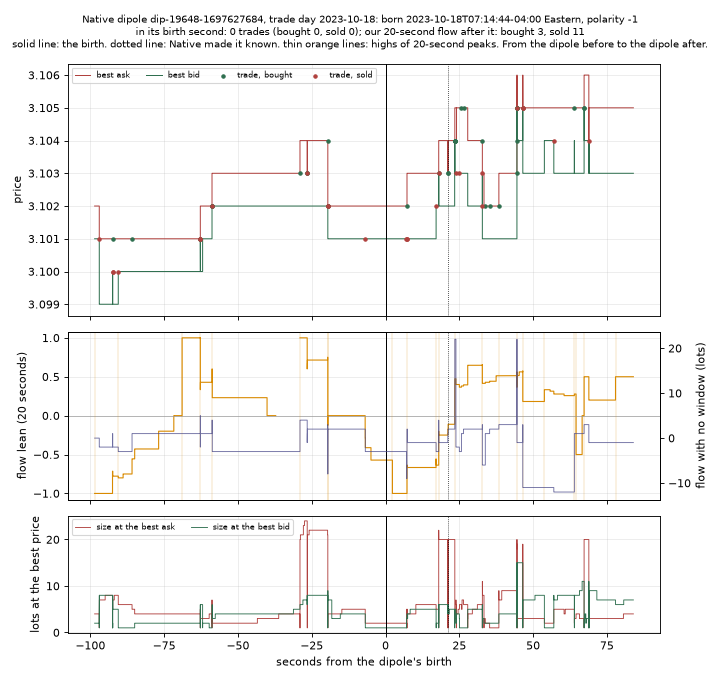 Native dipole dip-19648-1697627684, trade day 2023-10-18: born 2023-10-18T07:14:44-04:00 Eastern, polarity -1
in its birth second: 0 trades (bought 0, sold 0); our 20-second flow after it: bought 3, sold 11
solid line: the birth. dotted line: Native made it known. thin orange lines: highs of 20-second peaks. From the dipole before to the dipole after.
best ask
best bid
trade, bought
trade, sold
3.106
3.105
3.104
3.103
3.102
3.101
3.100
3.099
price
1.0
0.5
0.0
−0.5
−1.0
flow lean (20 seconds)
20
10
0
−10
flow with no window (lots)
size at the best ask
size at the best bid
20
10
0
lots at the best price
−100
−75
−50
−25
0
25
50
75
seconds from the dipole's birth